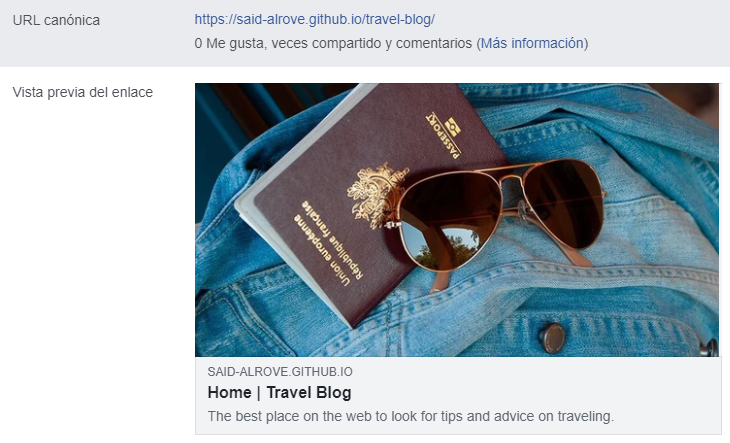 URL canónica
https://said-alrove.github.io/travel-blog/
0 Me gusta, veces compartido y comentarios (Más información)
Vista previa del enlace
PASSEPORT
Union européenne
République française
SAID-ALROVE.GITHUB.IO
Home | Travel Blog
The best place on the web to look for tips and advice on traveling.